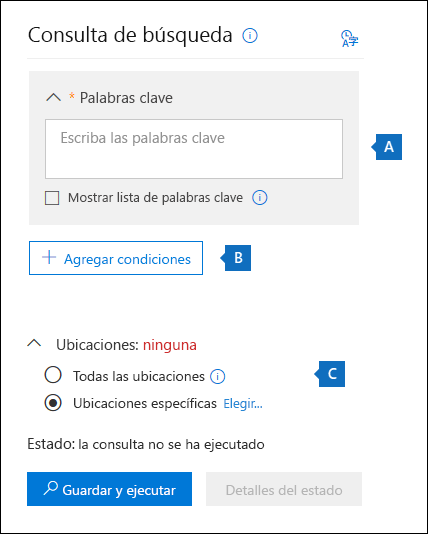 Consulta de búsqueda
* Palabras clave
Escriba las palabras clave
A
Mostrar lista de palabras clave
+ Agregar condiciones
B
Ubicaciones: ninguna
Todas las ubicaciones
C
Ubicaciones específicas Elegir...
Estado: la consulta no se ha ejecutado
Guardar y ejecutar
Detalles del estado